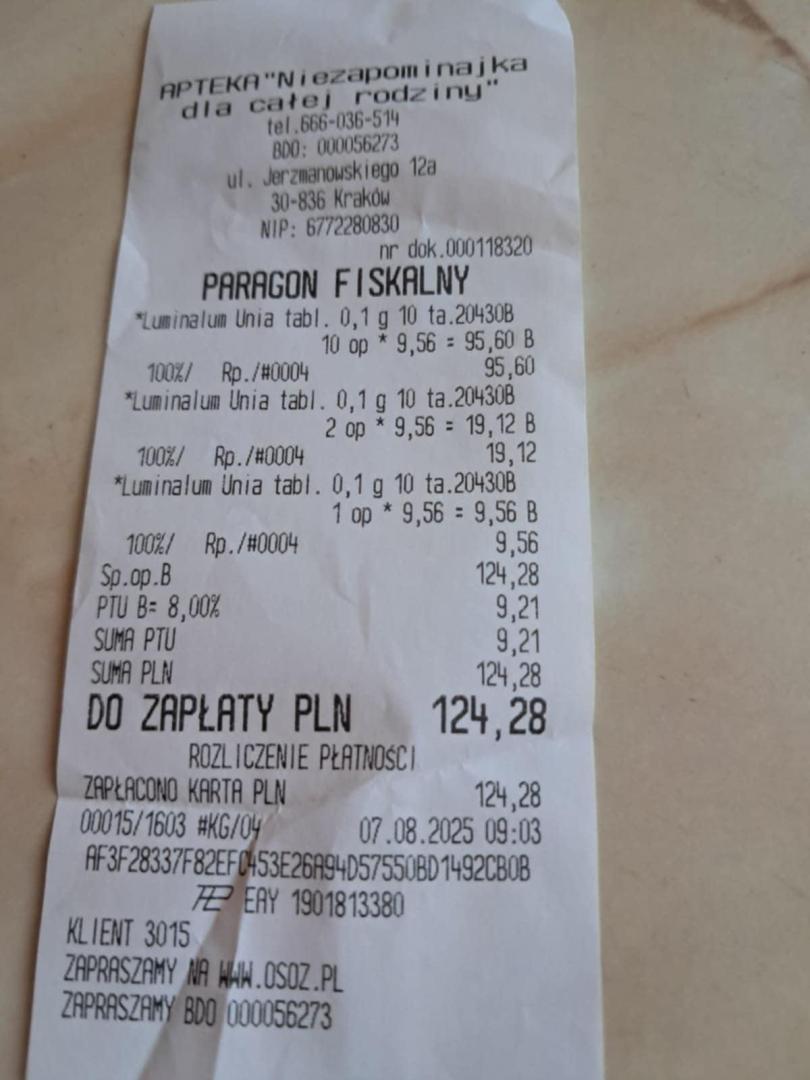 APTEKA"Niezapominajka
dla całej rodziny"
tel.666-036-514
BDO: 000056273
ul. Jerzmanowskiego 12a
30-836 Kraków
NIP: 6772280830
nr dok.000118320
PARAGON FISKALNY
*Luminalum Unia tabl. 0,1 g 10 ta.20430B
10 op * 9,56 = 95,60 B
100%/ Rp./#0004 95,60
*Luminalum Unia tabl. 0,1 g 10 ta.20430B
2 op * 9,56 = 19,12 B
100%/ Rp./#0004 19,12
*Luminalum Unia tabl. 0,1 g 10 ta.20430B
1 op * 9,56 = 9,56 B
100%/ Rp./#0004 9,56
Sp.op.B 124,28
PTU B= 8,00% 9,21
SUMA PTU 9,21
SUMA PLN 124,28
DO ZAPŁATY PLN 124,28
ROZLICZENIE PŁATNOŚCI
ZAPŁACONO KARTA PLN 124,28
00015/1603 #KG/04 07.08.2025 09:03
AF3F28337F82EFC453E26A94D57550BD1492CB0B
EAY 1901813380
KLIENT 3015
ZAPRASZAMY NA WWW.OSOZ.PL
ZAPRASZAMY BDO 000056273